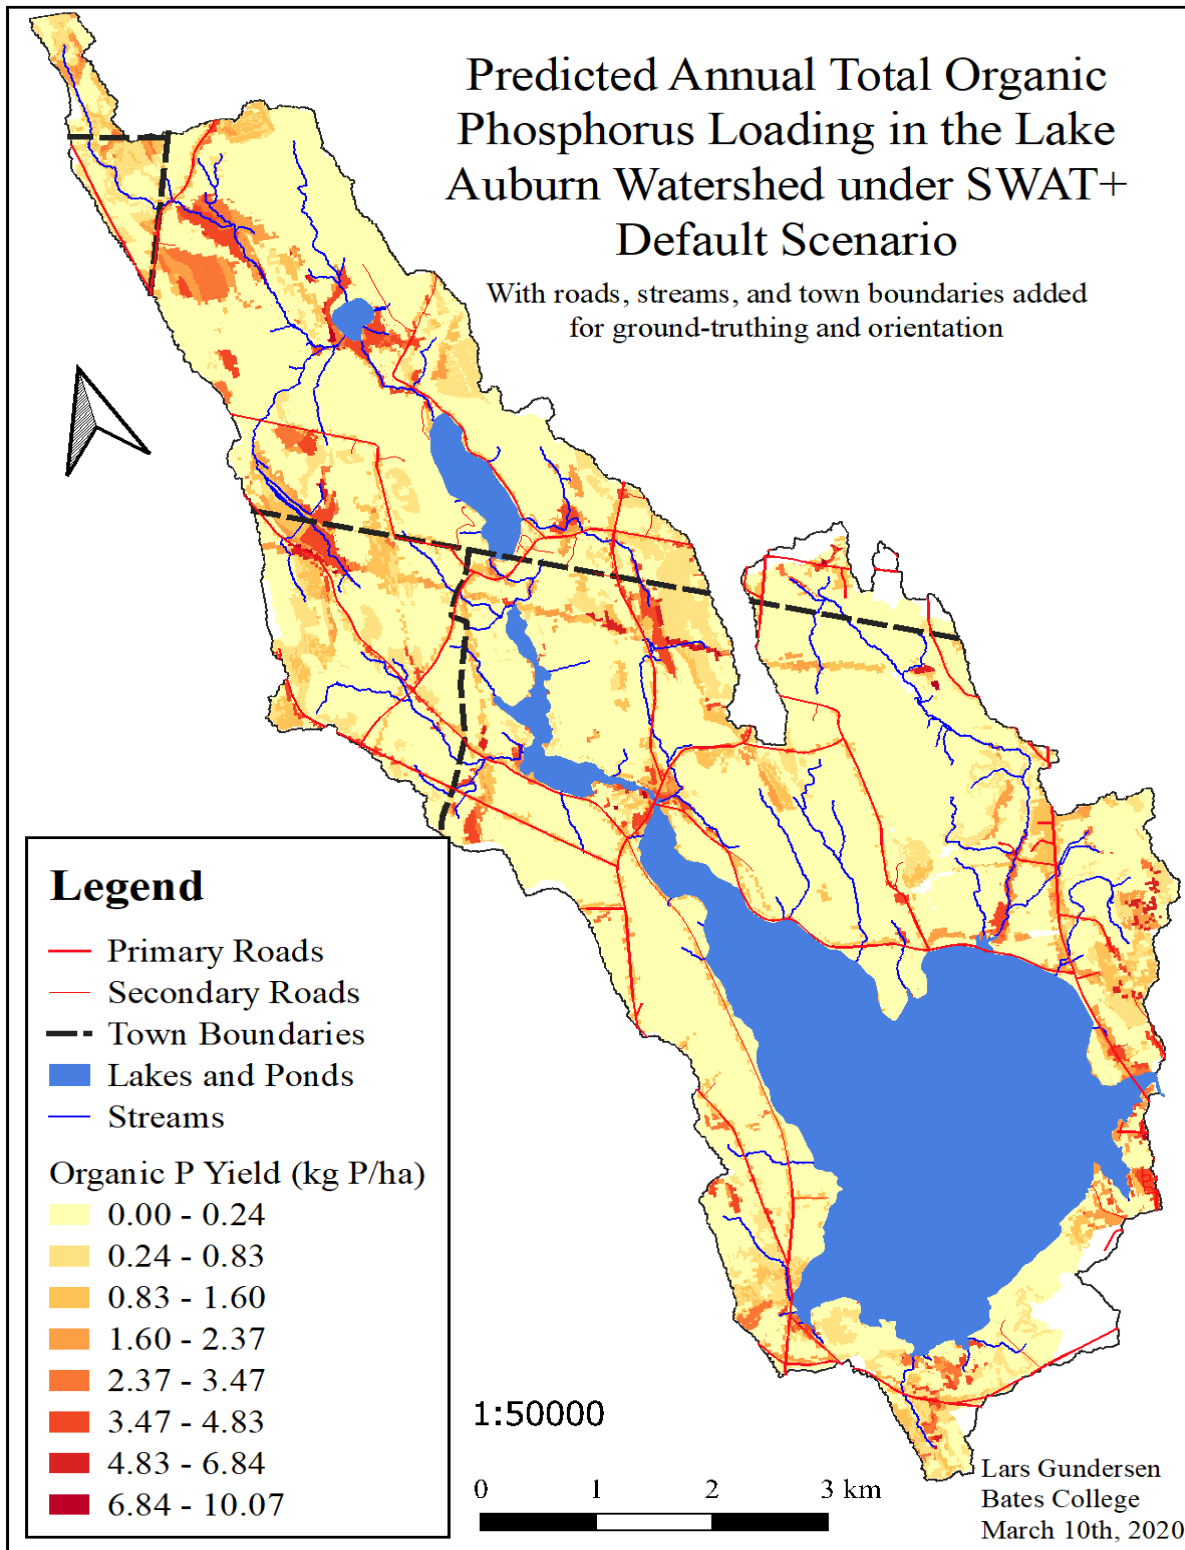 Predicted Annual Total Organic
Phosphorus Loading in the Lake
Auburn Watershed under SWAT+
Default Scenario
With roads, streams, and town boundaries added
for ground-truthing and orientation
Legend
Primary Roads
Secondary Roads
Town Boundaries
Lakes and Ponds
Streams
Organic P Yield (kg P/ha)
0.00 - 0.24
0.24 - 0.83
0.83 - 1.60
1.60 - 2.37
2.37 - 3.47
3.47 - 4.83
4.83 - 6.84
6.84 - 10.07
1:50000
0 1 2 3 km
Lars Gundersen
Bates College
March 10th, 2020